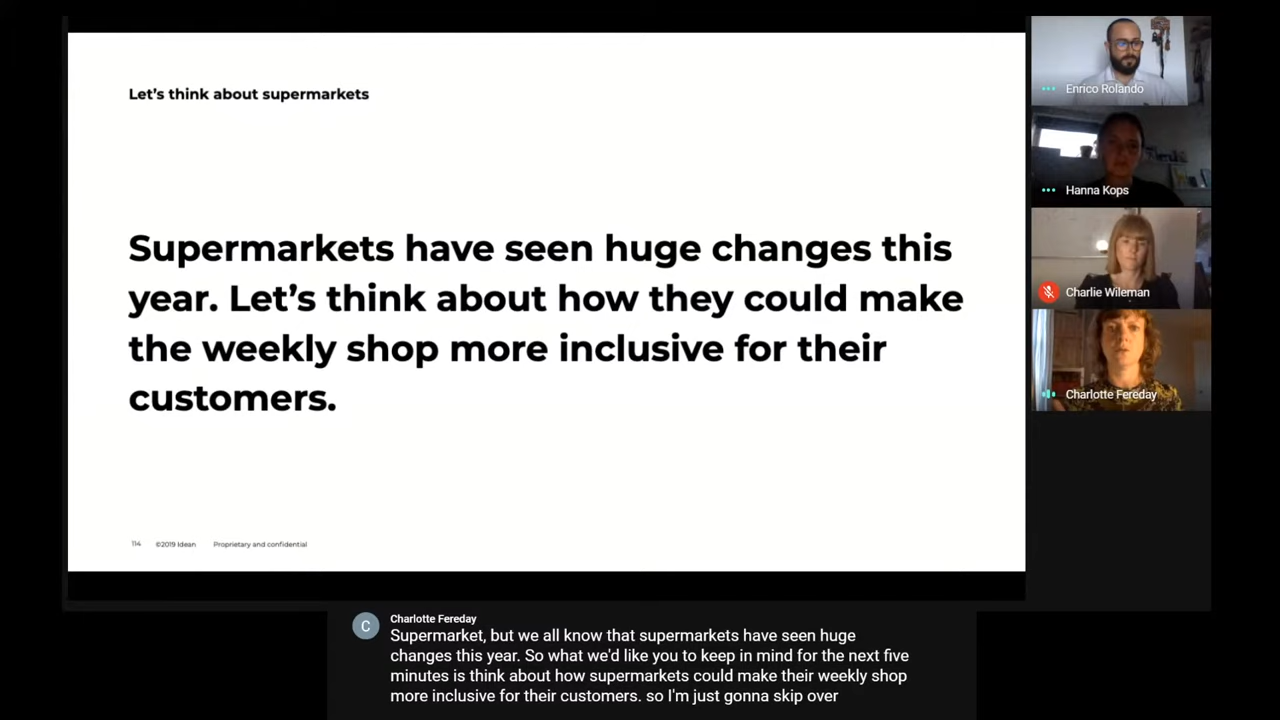 Let's think about supermarkets
Supermarkets have seen huge changes this
year. Let's think about how they could make
the weekly shop more inclusive for their
customers.
114 ©2019 Idean Proprietary and confidential
Enrico Rolando
Hanna Kops
Charlie Wileman
Charlotte Fereday
C
Charlotte Fereday
Supermarket, but we all know that supermarkets have seen huge
changes this year. So what we'd like you to keep in mind for the next five
minutes is think about how supermarkets could make their weekly shop
more inclusive for their customers. so I'm just gonna skip over